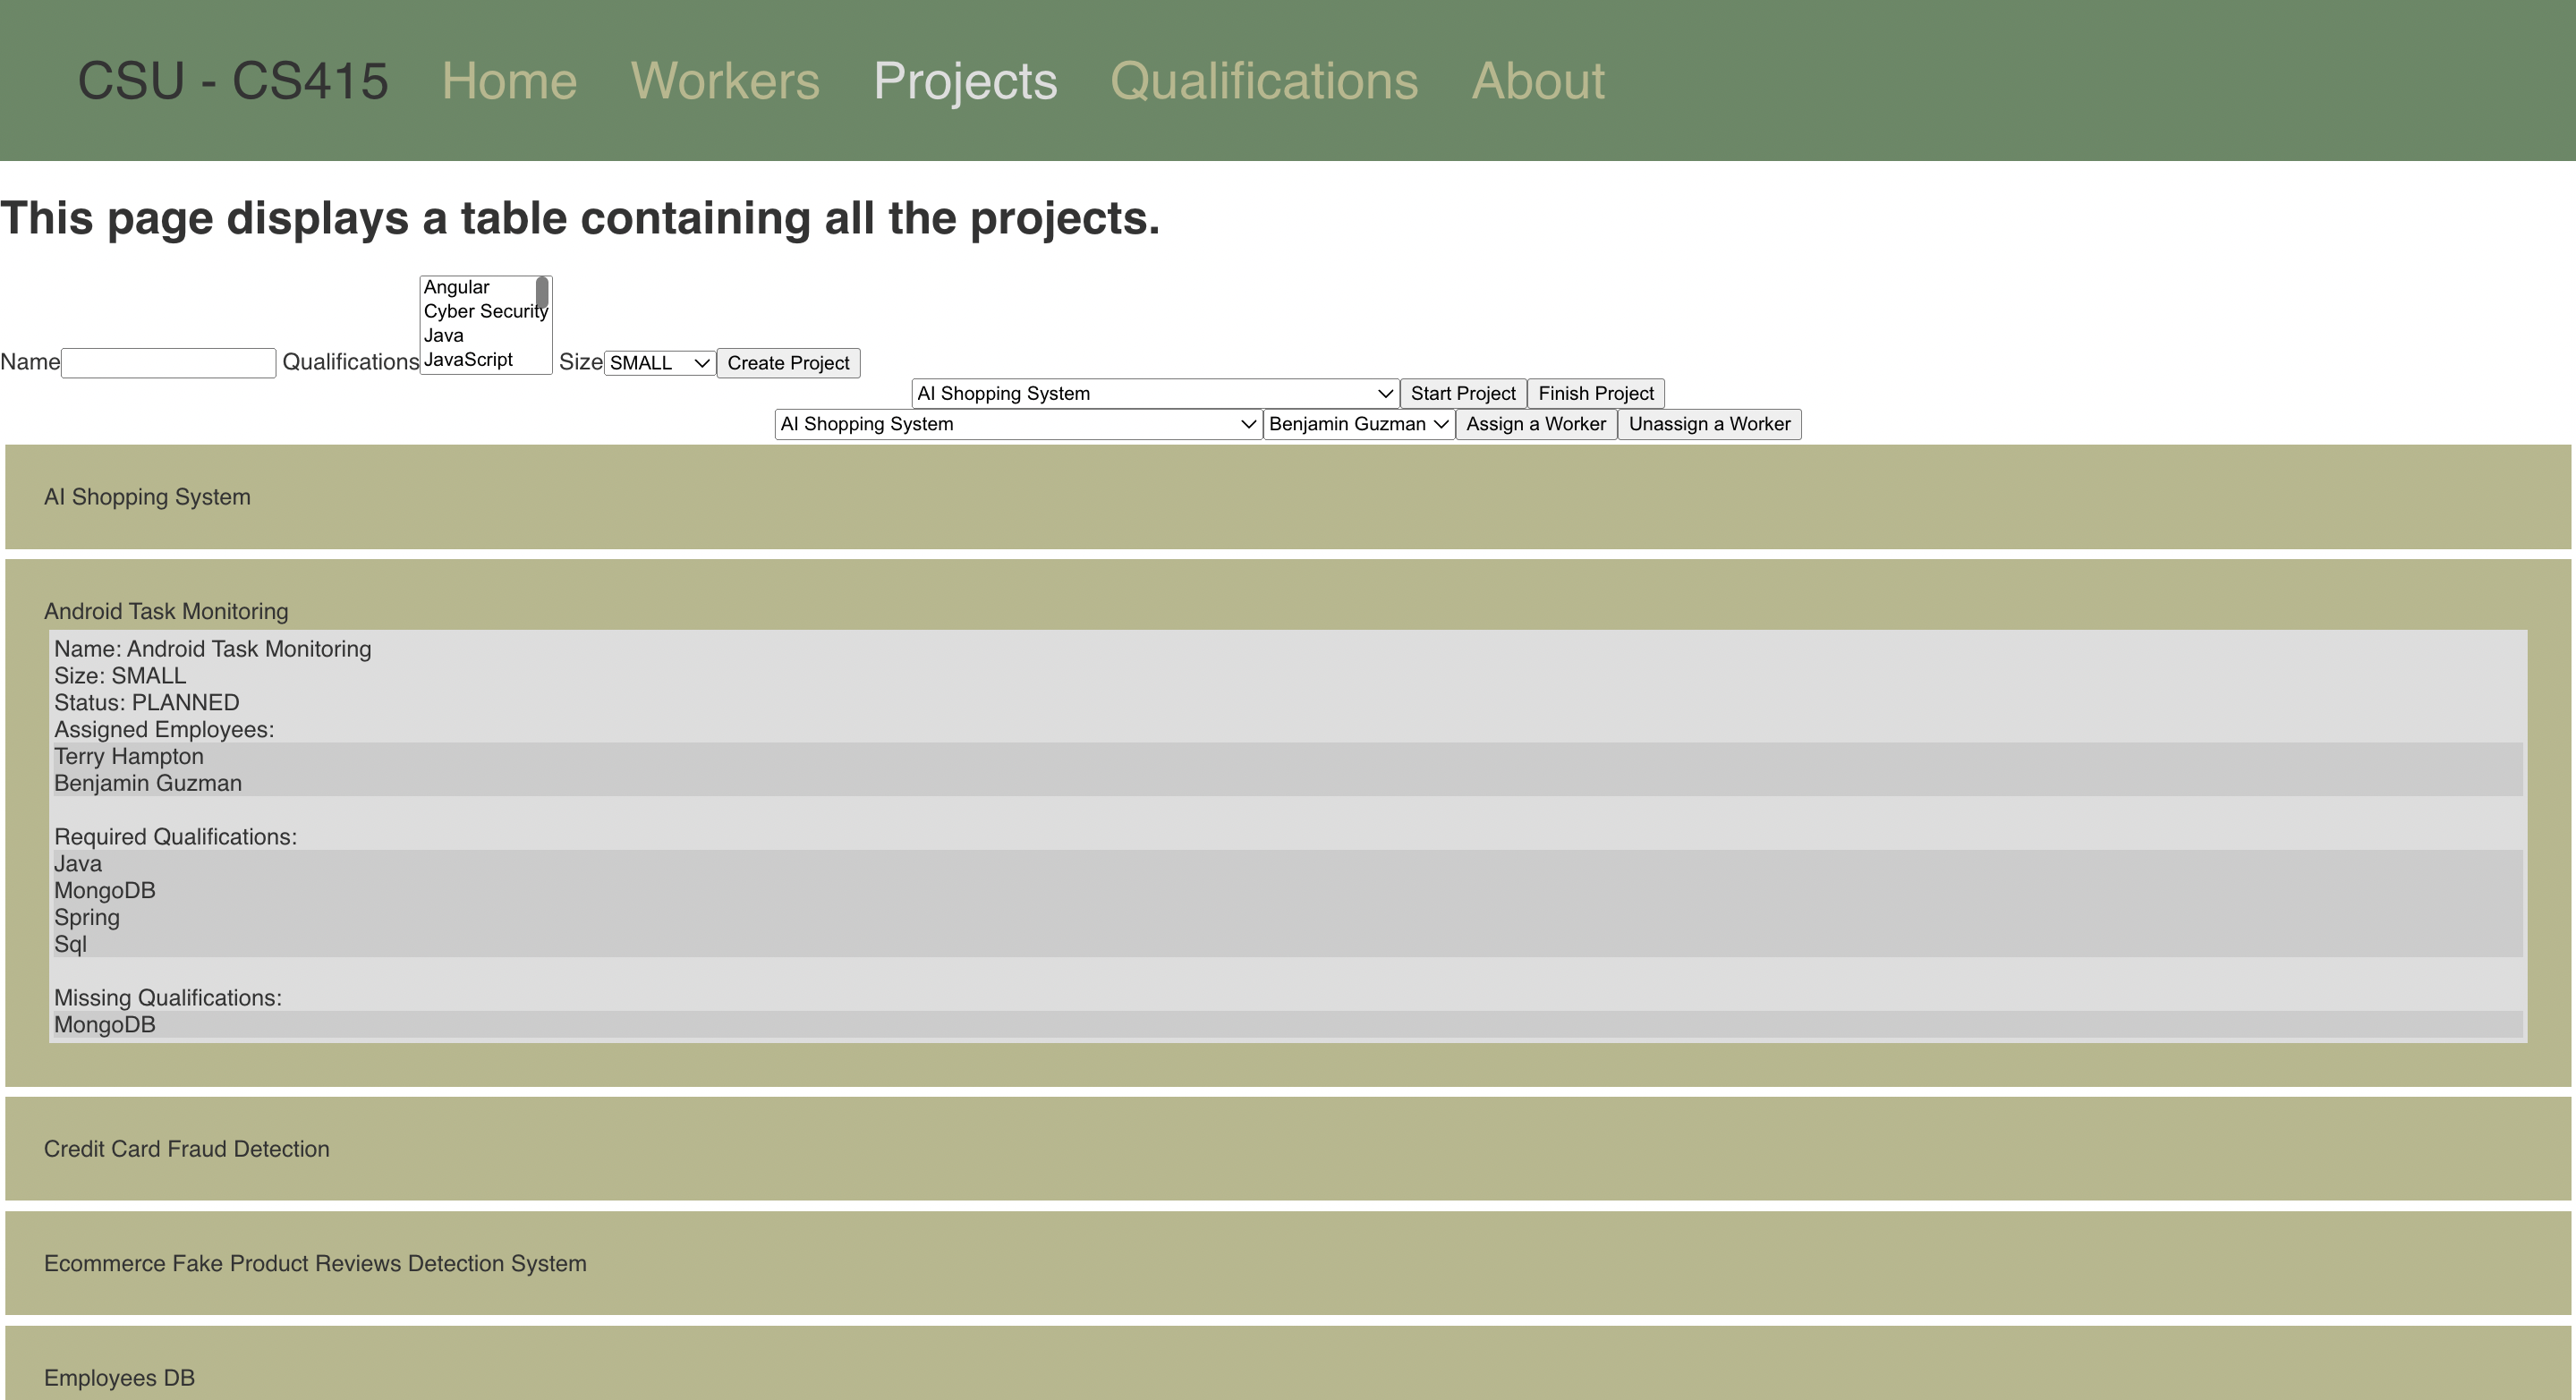 CSU - CS415 Home Workers Projects Qualifications About
This page displays a table containing all the projects.
Angular
Cyber Security
Java
JavaScript
Name Qualifications Size SMALL Create Project
AI Shopping System Start Project Finish Project
AI Shopping System Benjamin Guzman Assign a Worker Unassign a Worker
AI Shopping System
Android Task Monitoring
Name: Android Task Monitoring
Size: SMALL
Status: PLANNED
Assigned Employees:
Terry Hampton
Benjamin Guzman
Required Qualifications:
Java
MongoDB
Spring
Sql
Missing Qualifications:
MongoDB
Credit Card Fraud Detection
Ecommerce Fake Product Reviews Detection System
Employees DB